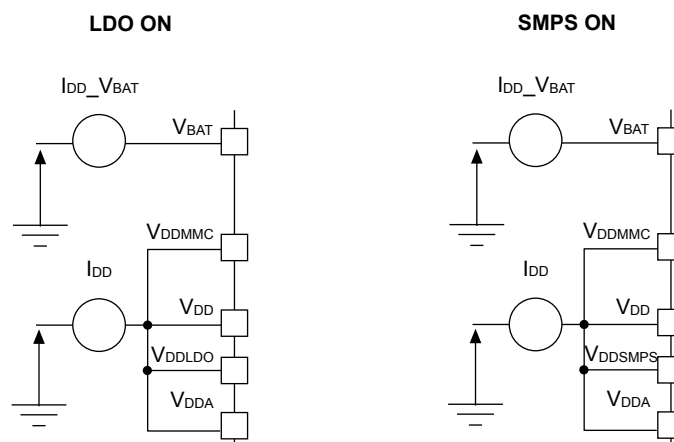 LDO ON
IDD_VBAT
VBAT
VDDMMC
IDD
VDD
VDDLDO
VDDA
SMPS ON
IDD_VBAT
VBAT
VDDMMC
IDD
VDD
VDDSMPS
VDDA